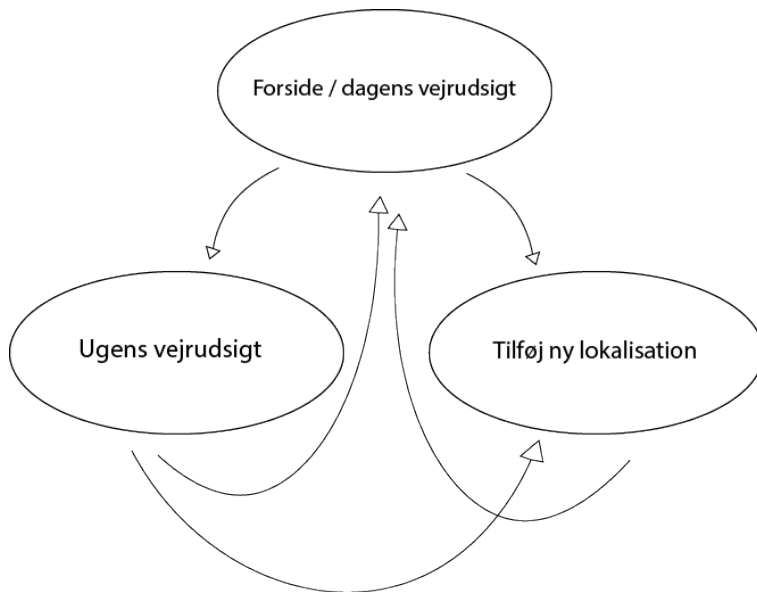 Forside / dagens vejrudsigt
Ugens vejrudsigt
Tilføj ny lokalisation